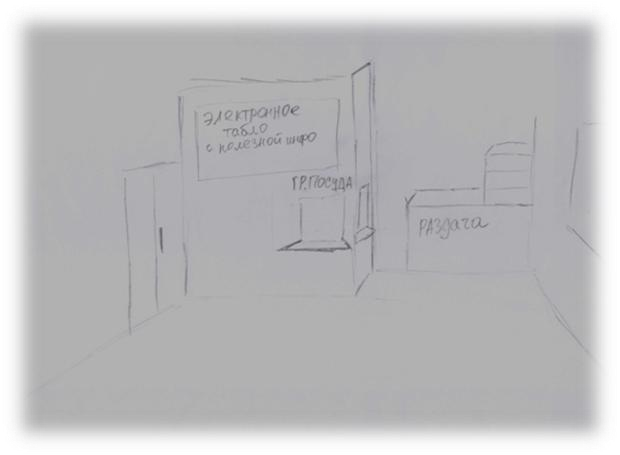 электронное
табло
с полезной инфо
ГР.ПОСУДА
РАЗДача